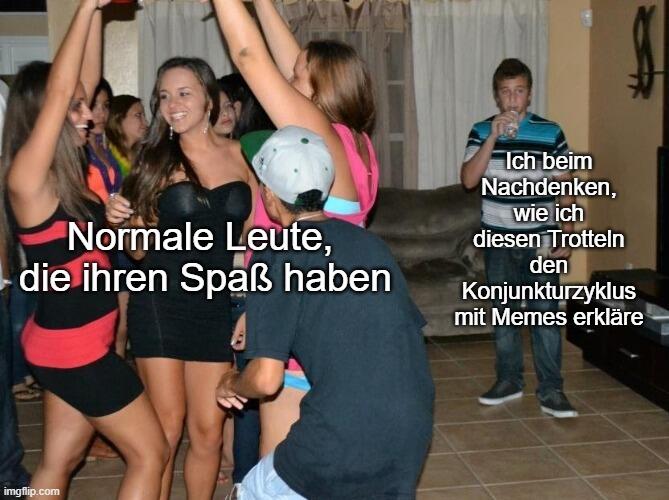 Normale Leute,
die ihren Spaß haben
Ich beim
Nachdenken,
wie ich
diesen Trotteln
den
Konjunkturzyklus
mit Memes erkläre
imgflip.com